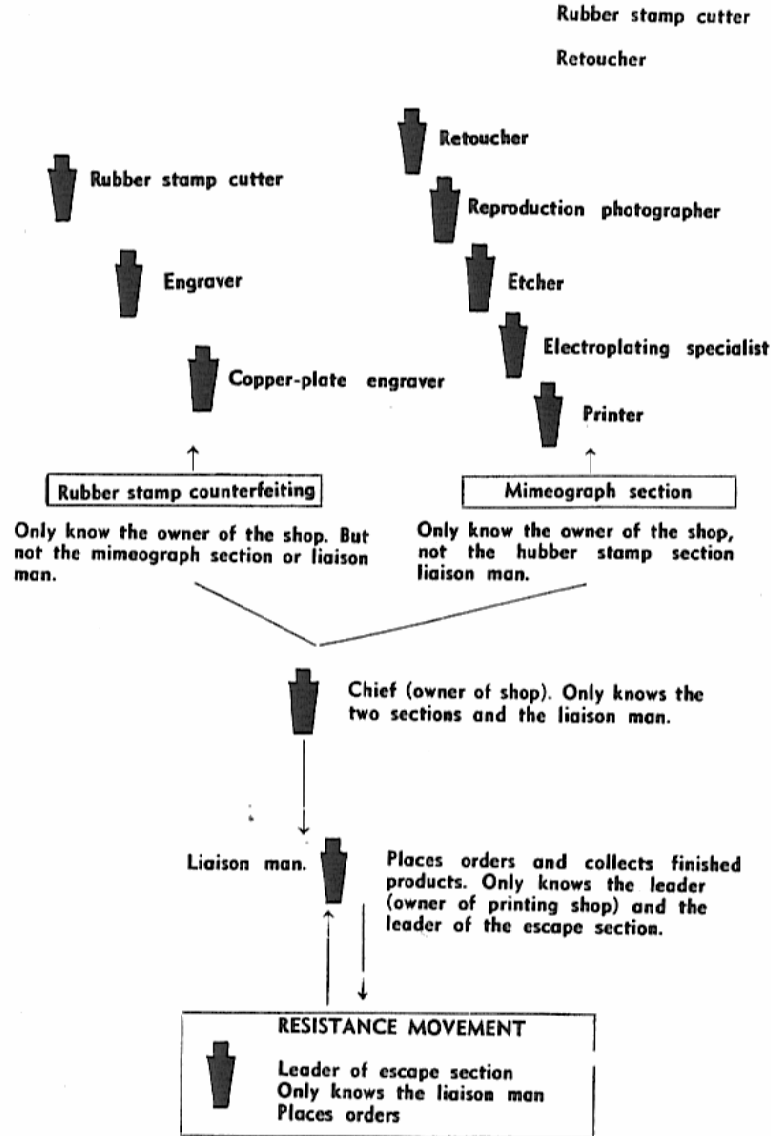 Rubber stamp cutter
Retoucher
Retoucher
Rubber stamp cutter
Reproduction photographer
Engraver
Etcher
Electroplating specialist
Copper-plate engraver
Printer
Rubber stamp counterfeiting
Mimeograph section
Only know the owner of the shop. But
not the mimeograph section or liaison
man.
Only know the owner of the shop,
not the hubber stamp section
liaison man.
Chief (owner of shop). Only knows the
two sections and the liaison man.
Liaison man.
Places orders and collects finished
products. Only knows the leader
(owner of printing shop) and the
leader of the escape section.
RESISTANCE MOVEMENT
Leader of escape section
Only knows the liaison man
Places orders